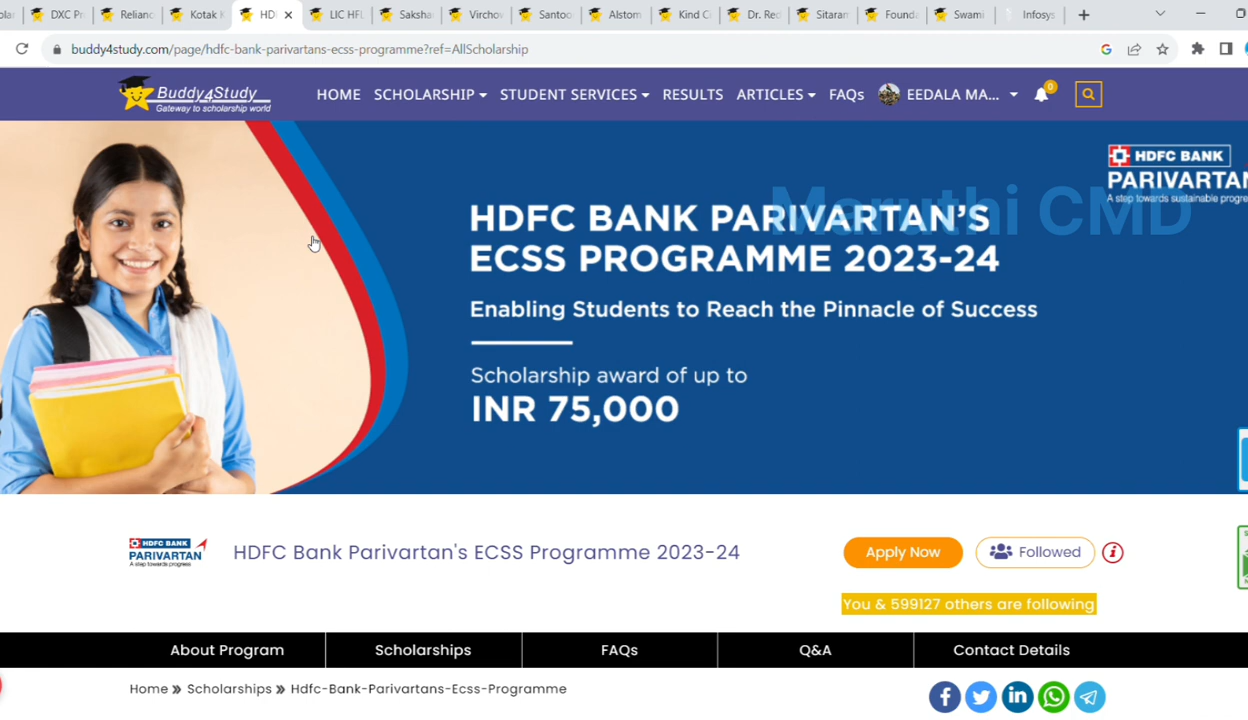 DXC Pr
Relianc
Kotak K
HDI
LIC HFL
Saksha
Virchov
Santoo
Alstom
Kind Ci
Dr. Red
Sitaram
Founda
Swami
Infosys
buddy4study.com/page/hdfc-bank-parivartans-ecss-programme?ref=AllScholarship
Buddy4Study
Gateway to scholarship world
HOME SCHOLARSHIP STUDENT SERVICES RESULTS ARTICLES FAQs EEDALA MA... 0
HDFC BANK
PARIVARTAN
A step towards sustainable progre
Maruthi CMD
HDFC BANK PARIVARTAN'S
ECSS PROGRAMME 2023-24
Enabling Students to Reach the Pinnacle of Success
Scholarship award of up to
INR 75,000
HDFC BANK
PARIVARTAN
A step towards progress
HDFC Bank Parivartan's ECSS Programme 2023-24
Apply Now
Followed
i
You & 599127 others are following
About Program
Scholarships
FAQs
Q&A
Contact Details
Home » Scholarships » Hdfc-Bank-Parivartans-Ecss-Programme